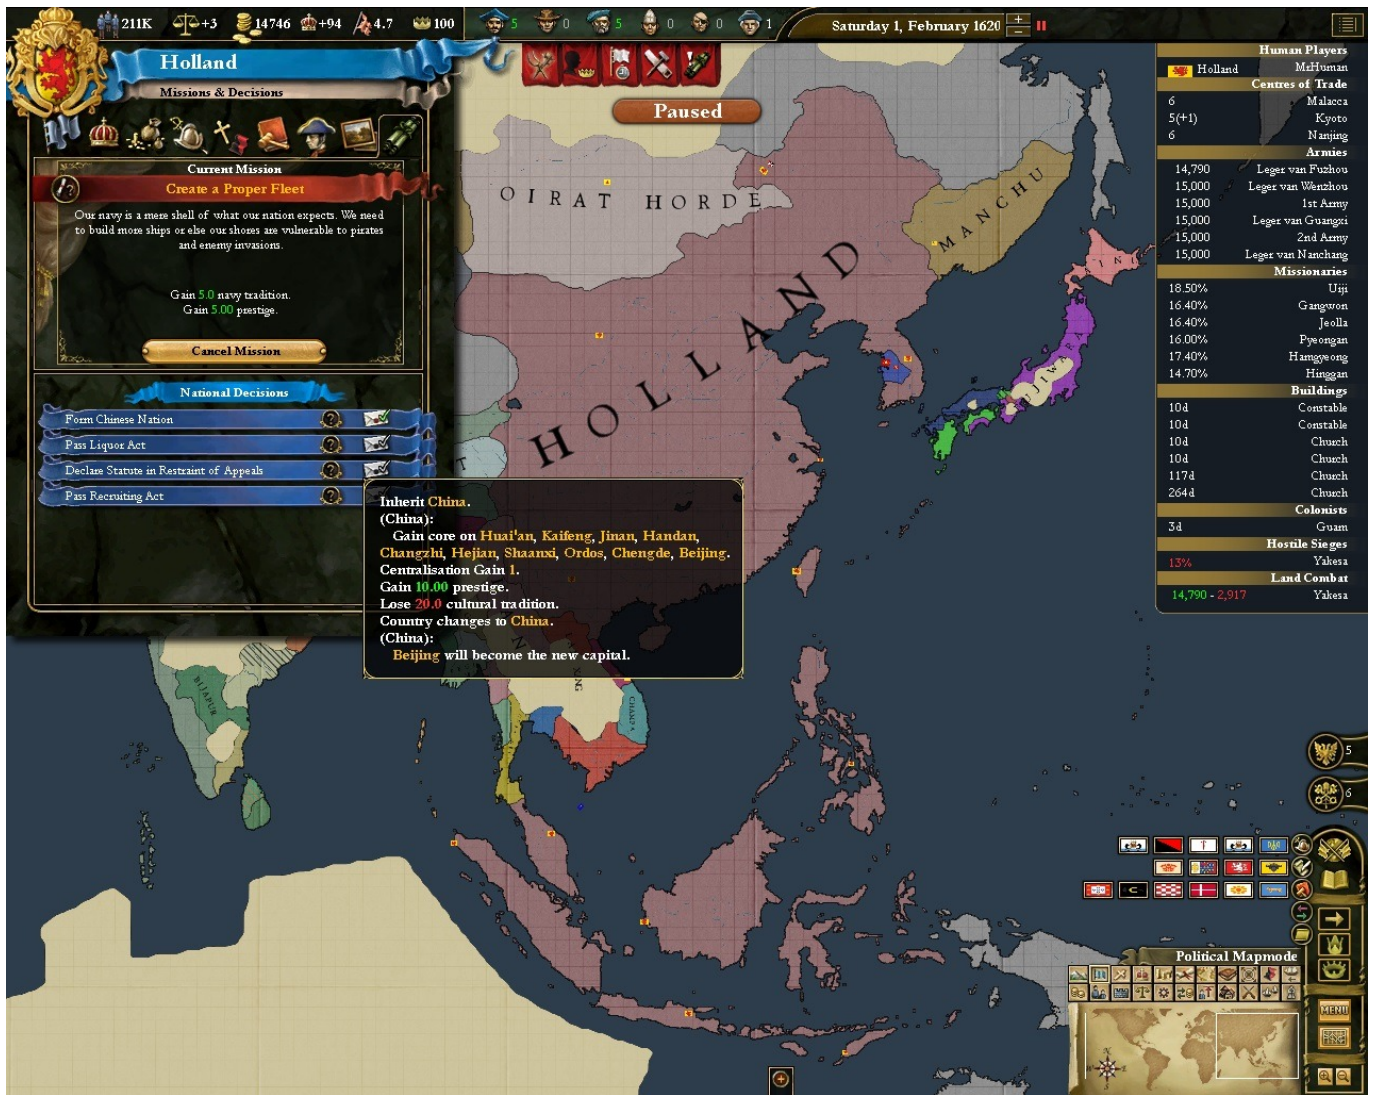 211K +3 14746 +94 4.7 100 5 0 5 0 0 1 Saturday 1, February 1620 + −
Holland
Missions & Decisions
Current Mission
Create a Proper Fleet
Our navy is a mere shell of what our nation expects. We need
to build more ships or else our shores are vulnerable to pirates
and enemy invasions.
Gain 5.0 navy tradition.
Gain 5.00 prestige.
Cancel Mission
National Decisions
Form Chinese Nation ?
Pass Liquor Act ?
Declare Statute in Restraint of Appeals ?
Pass Recruiting Act ?
Paused
OIRAT HORDE
MANCHU
HOLLAND
BIJAPUR
CHAMPA
Inherit China.
(China):
Gain core on Huai'an, Kaifeng, Jinan, Handan,
Changzhi, Hejian, Shaanxi, Ordos, Chengde, Beijing.
Centralisation Gain 1.
Gain 10.00 prestige.
Lose 20.0 cultural tradition.
Country changes to China.
(China):
Beijing will become the new capital.
Human Players
Holland MrHuman
Centres of Trade
6 Malacca
5(+1) Kyoto
6 Nanjing
Armies
14,790 Leger van Fuzhou
15,000 Leger van Wenzhou
15,000 1st Army
15,000 Leger van Guangxi
15,000 2nd Army
15,000 Leger van Nanchang
Missionaries
18.50% Uiji
16.40% Gangwon
16.40% Jeolla
16.00% Pyeongan
17.40% Hamgyeong
14.70% Hinggan
Buildings
10d Constable
10d Constable
10d Church
10d Church
117d Church
264d Church
Colonists
3d Guam
Hostile Sieges
13% Yakesa
Land Combat
14,790 - 2,917 Yakesa
5
6
Political Mapmode
MENU